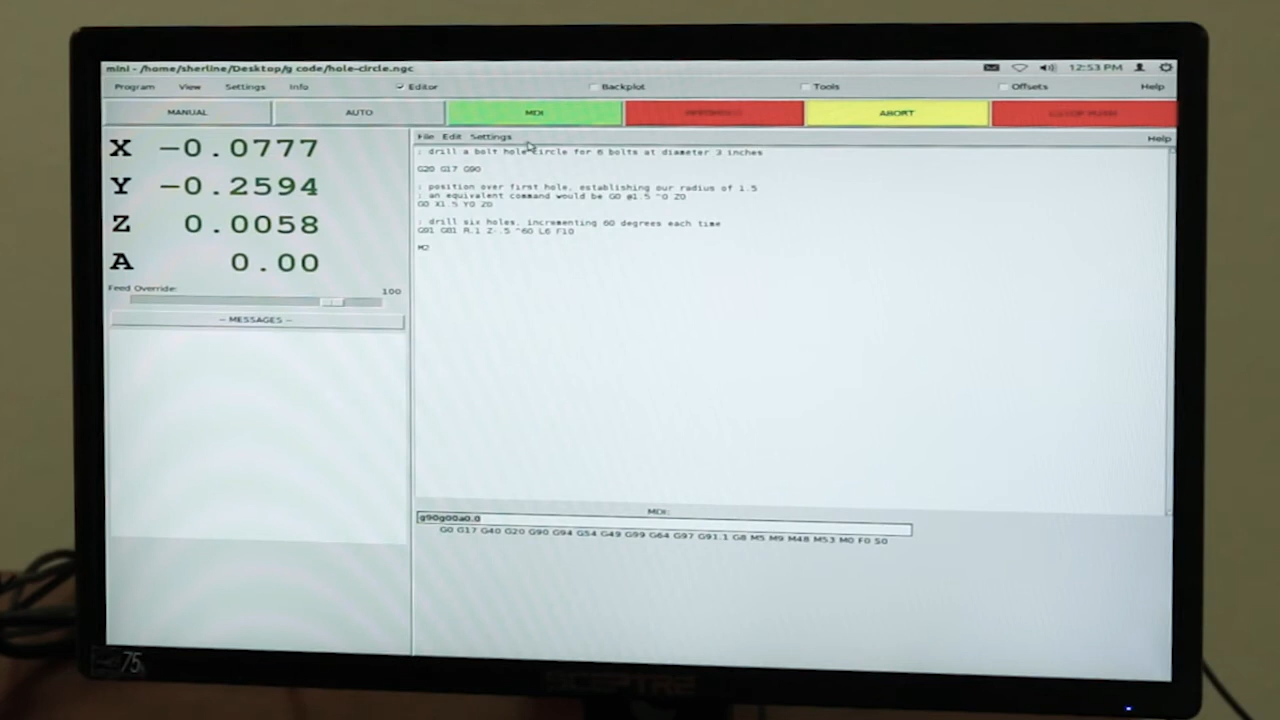 mini - /home/sherline/Desktop/g code/hole-circle.ngc
12:53 PM
Program View Settings Info Editor Backplot Tools Offsets Help
MANUAL AUTO MDI ABORT
File Edit Settings Help
X -0.0777
Y -0.2594
Z 0.0058
A 0.00
Feed Override: 100
-- MESSAGES --
; drill a bolt hole circle for 6 bolts at diameter 3 inches
G20 G17 G90
; position over first hole, establishing our radius of 1.5
; an equivalent command would be G0 @1.5 ^0 Z0
G0 X1.5 Y0 Z0
; drill six holes, incrementing 60 degrees each time
G91 G81 R.1 Z-.5 ^60 L6 F10
M2
MDI:
g90g00a0.0
G0 G17 G40 G20 G90 G94 G54 G49 G99 G64 G97 G91.1 G8 M5 M9 M48 M53 M0 F0 S0
75
SCEPTRE